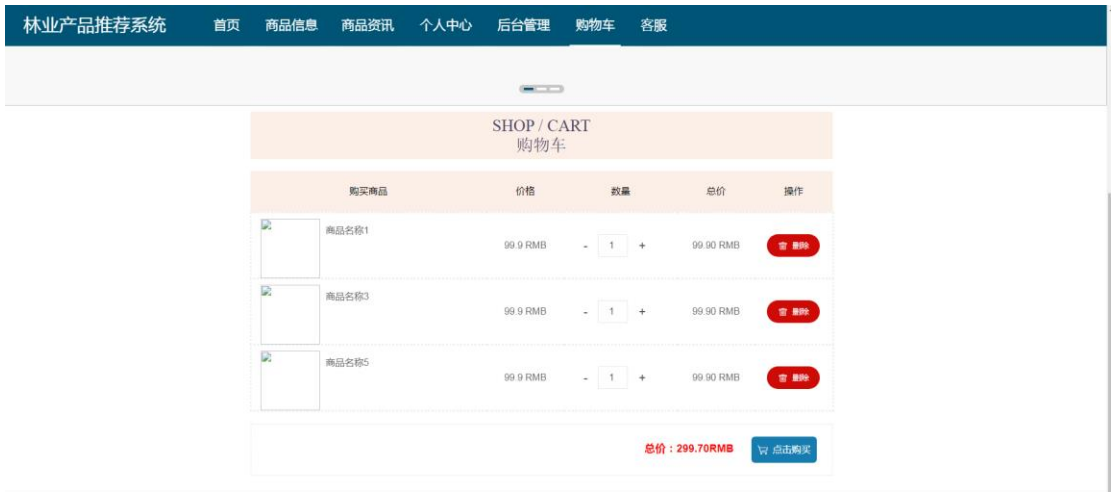 林业产品推荐系统 首页 商品信息 商品资讯 个人中心 后台管理 购物车 客服
SHOP / CART
购物车
购买商品 价格 数量 总价 操作
商品名称1
99.9 RMB - 1 + 99.90 RMB 删除
商品名称3
99.9 RMB - 1 + 99.90 RMB 删除
商品名称5
99.9 RMB - 1 + 99.90 RMB 删除
总价：299.70RMB 点击购买